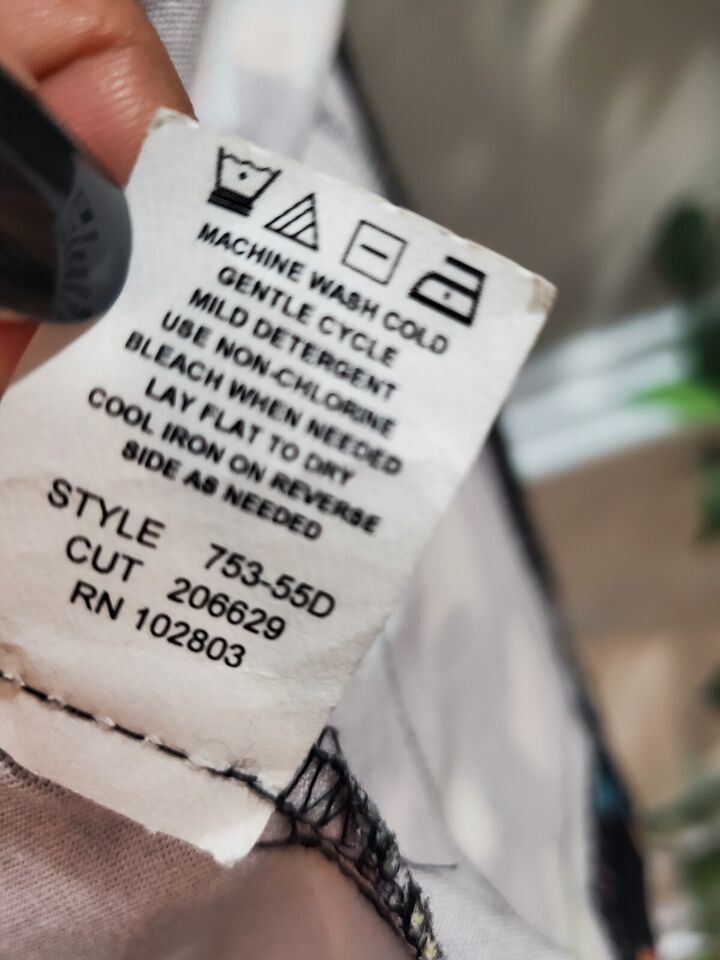 MACHINE WASH COLD
GENTLE CYCLE
MILD DETERGENT
USE NON-CHLORINE
BLEACH WHEN NEEDED
LAY FLAT TO DRY
COOL IRON ON REVERSE
SIDE AS NEEDED
STYLE 753-55D
CUT 206629
RN 102803